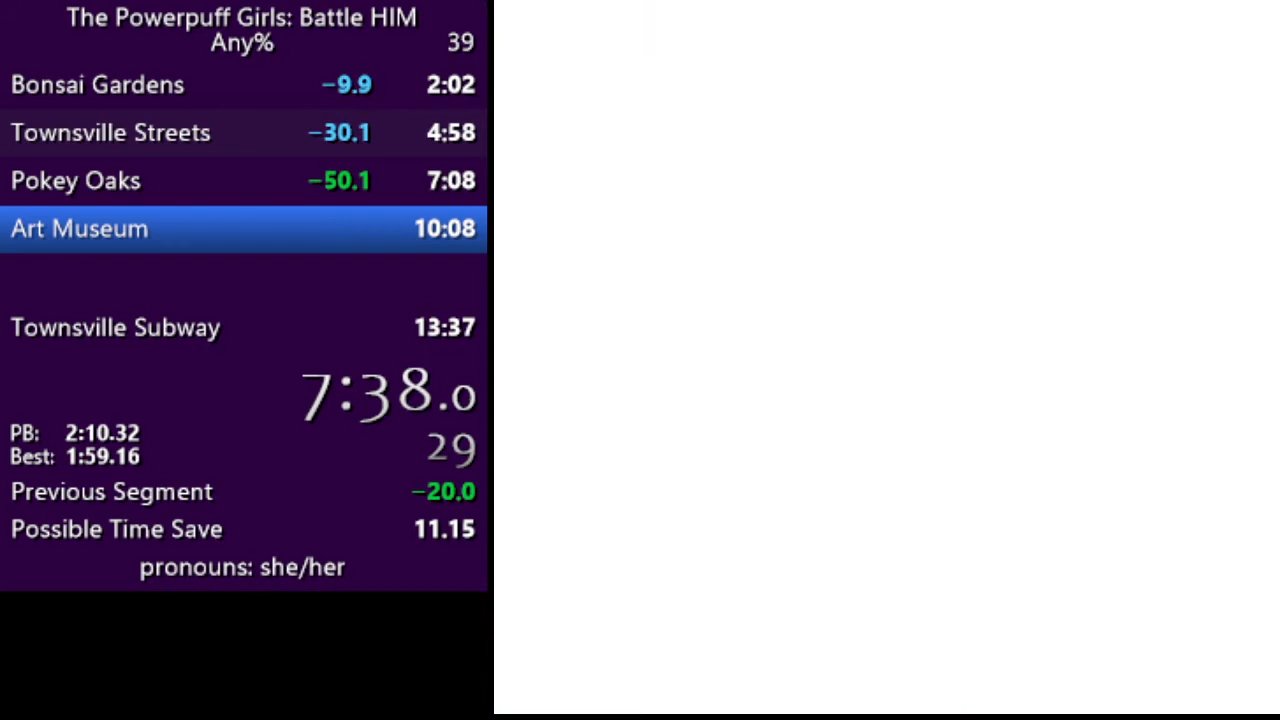 The Powerpuff Girls: Battle HIM
Any% 39
Bonsai Gardens −9.9 2:02
Townsville Streets −30.1 4:58
Pokey Oaks −50.1 7:08
Art Museum 10:08
Townsville Subway 13:37
7:38.0
PB: 2:10.32 29
Best: 1:59.16
Previous Segment −20.0
Possible Time Save 11.15
pronouns: she/her